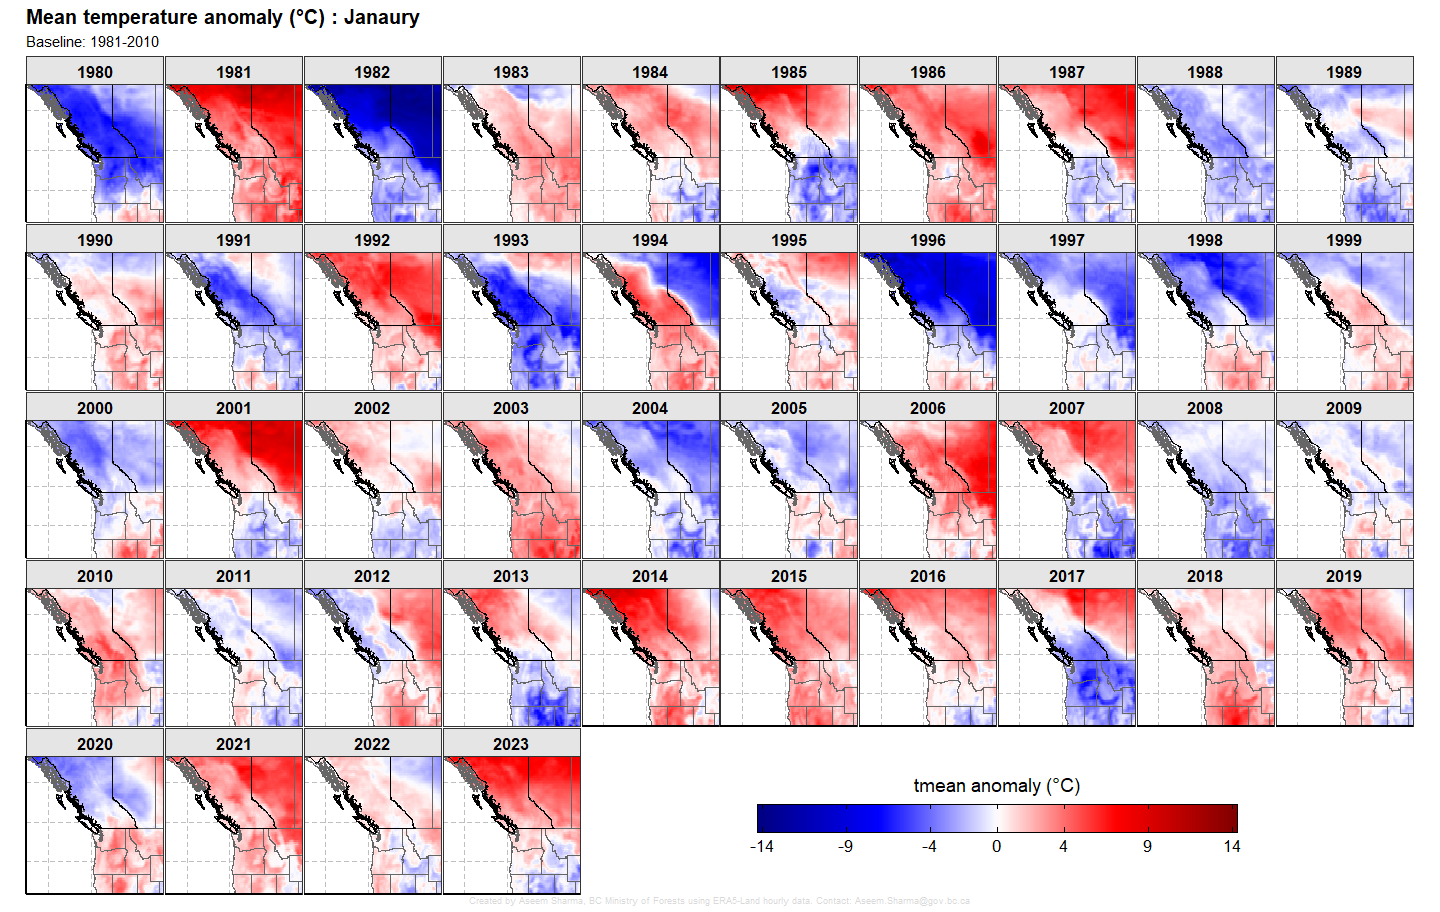 Mean temperature anomaly (°C) : Janaury
Baseline: 1981-2010
1980 1981 1982 1983 1984 1985 1986 1987 1988 1989
1990 1991 1992 1993 1994 1995 1996 1997 1998 1999
2000 2001 2002 2003 2004 2005 2006 2007 2008 2009
2010 2011 2012 2013 2014 2015 2016 2017 2018 2019
2020 2021 2022 2023
tmean anomaly (°C)
-14 -9 -4 0 4 9 14
Created by Aseem Sharma, BC Ministry of Forests using ERA5-Land hourly data. Contact: Aseem.Sharma@gov.bc.ca